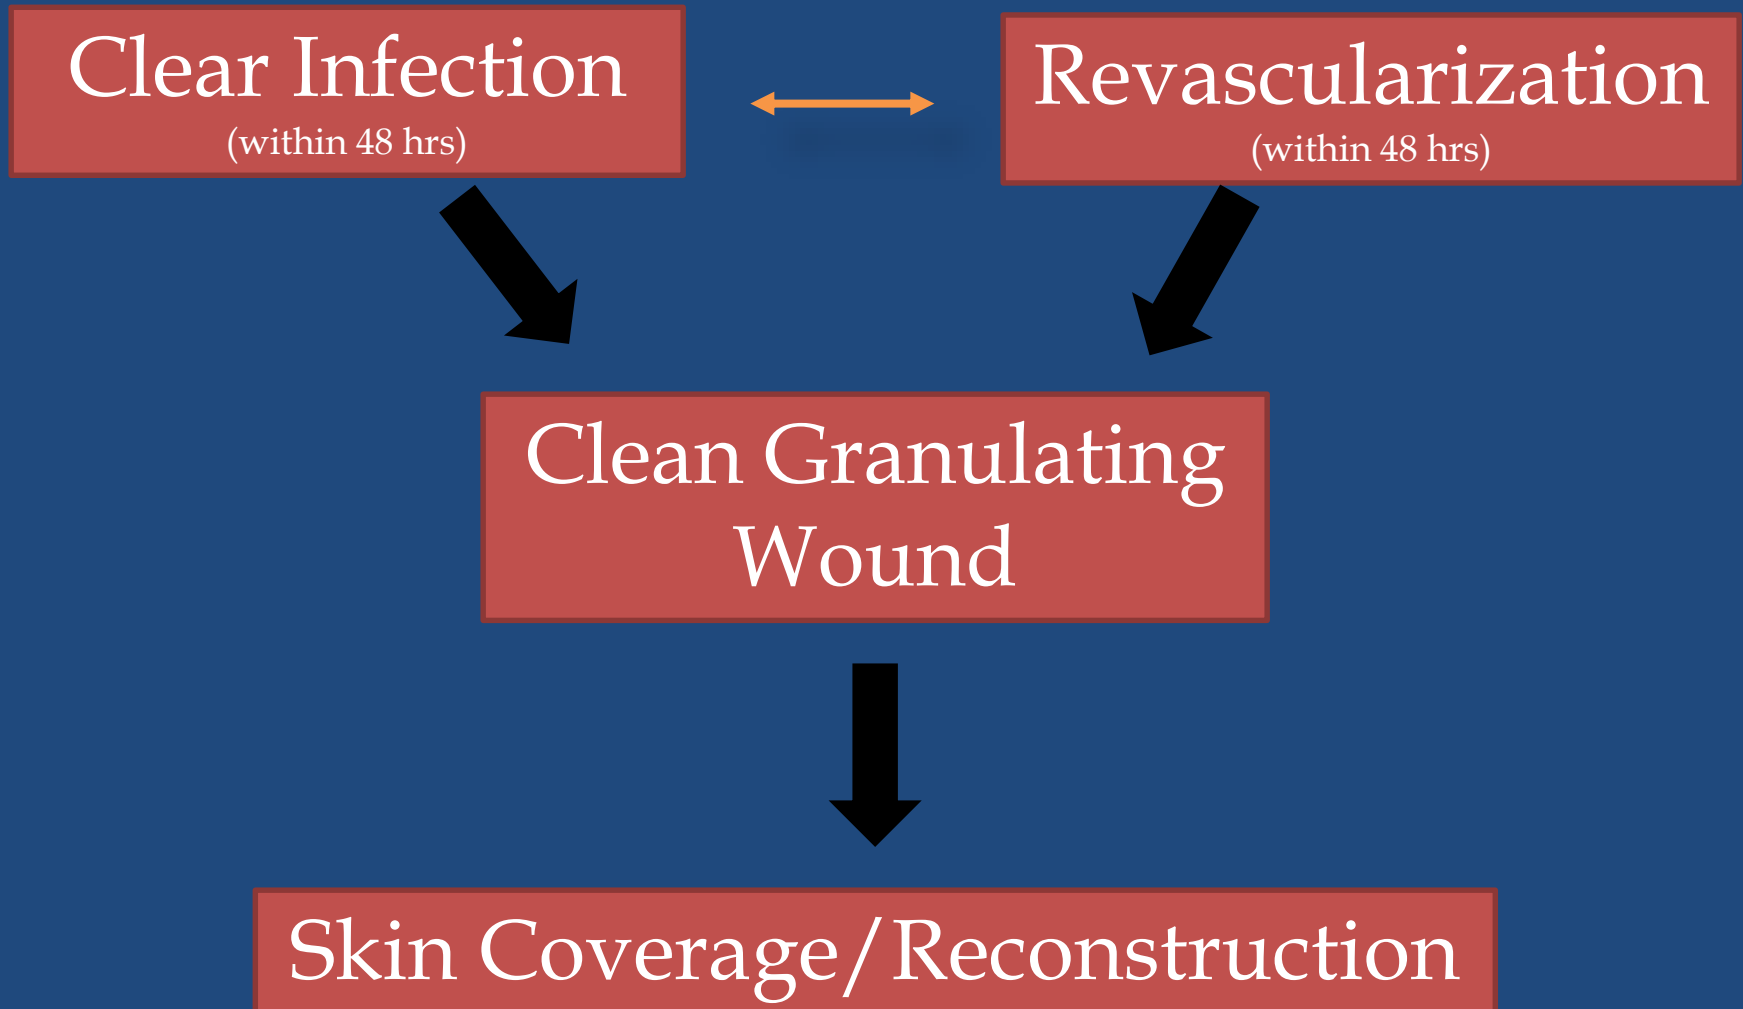 Clear Infection
(within 48 hrs)
Revascularization
(within 48 hrs)
Clean Granulating
Wound
Skin Coverage/Reconstruction